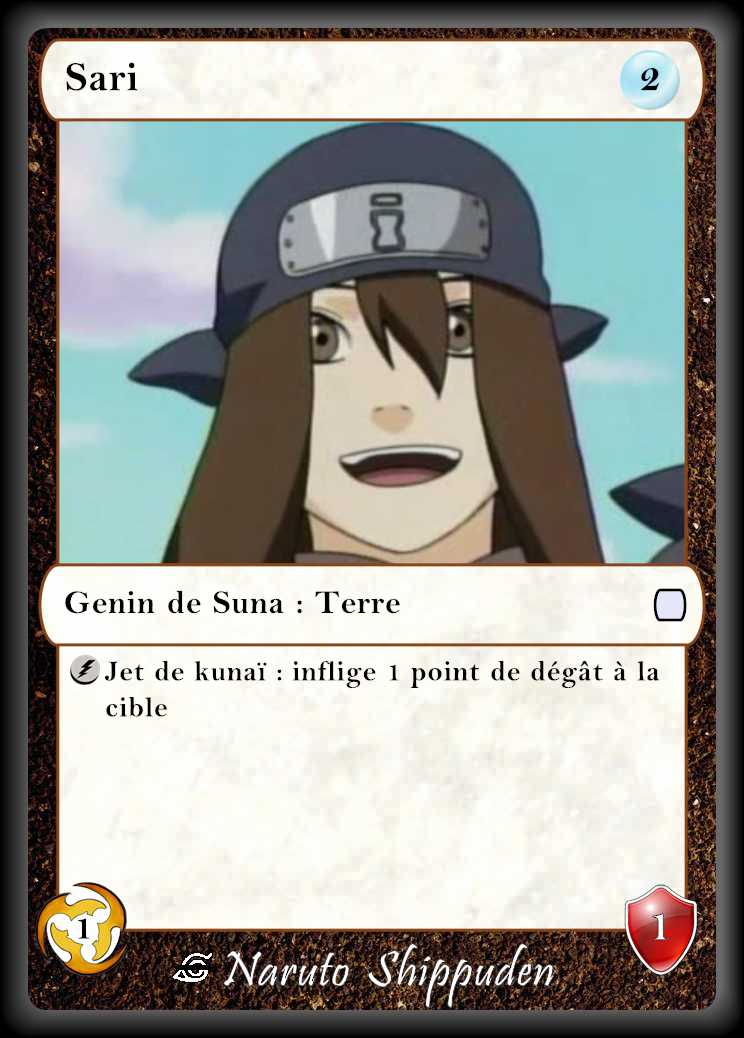 Sari
2
Genin de Suna : Terre
Jet de kunaï : inflige 1 point de dégât à la
cible
1
1
Naruto Shippuden